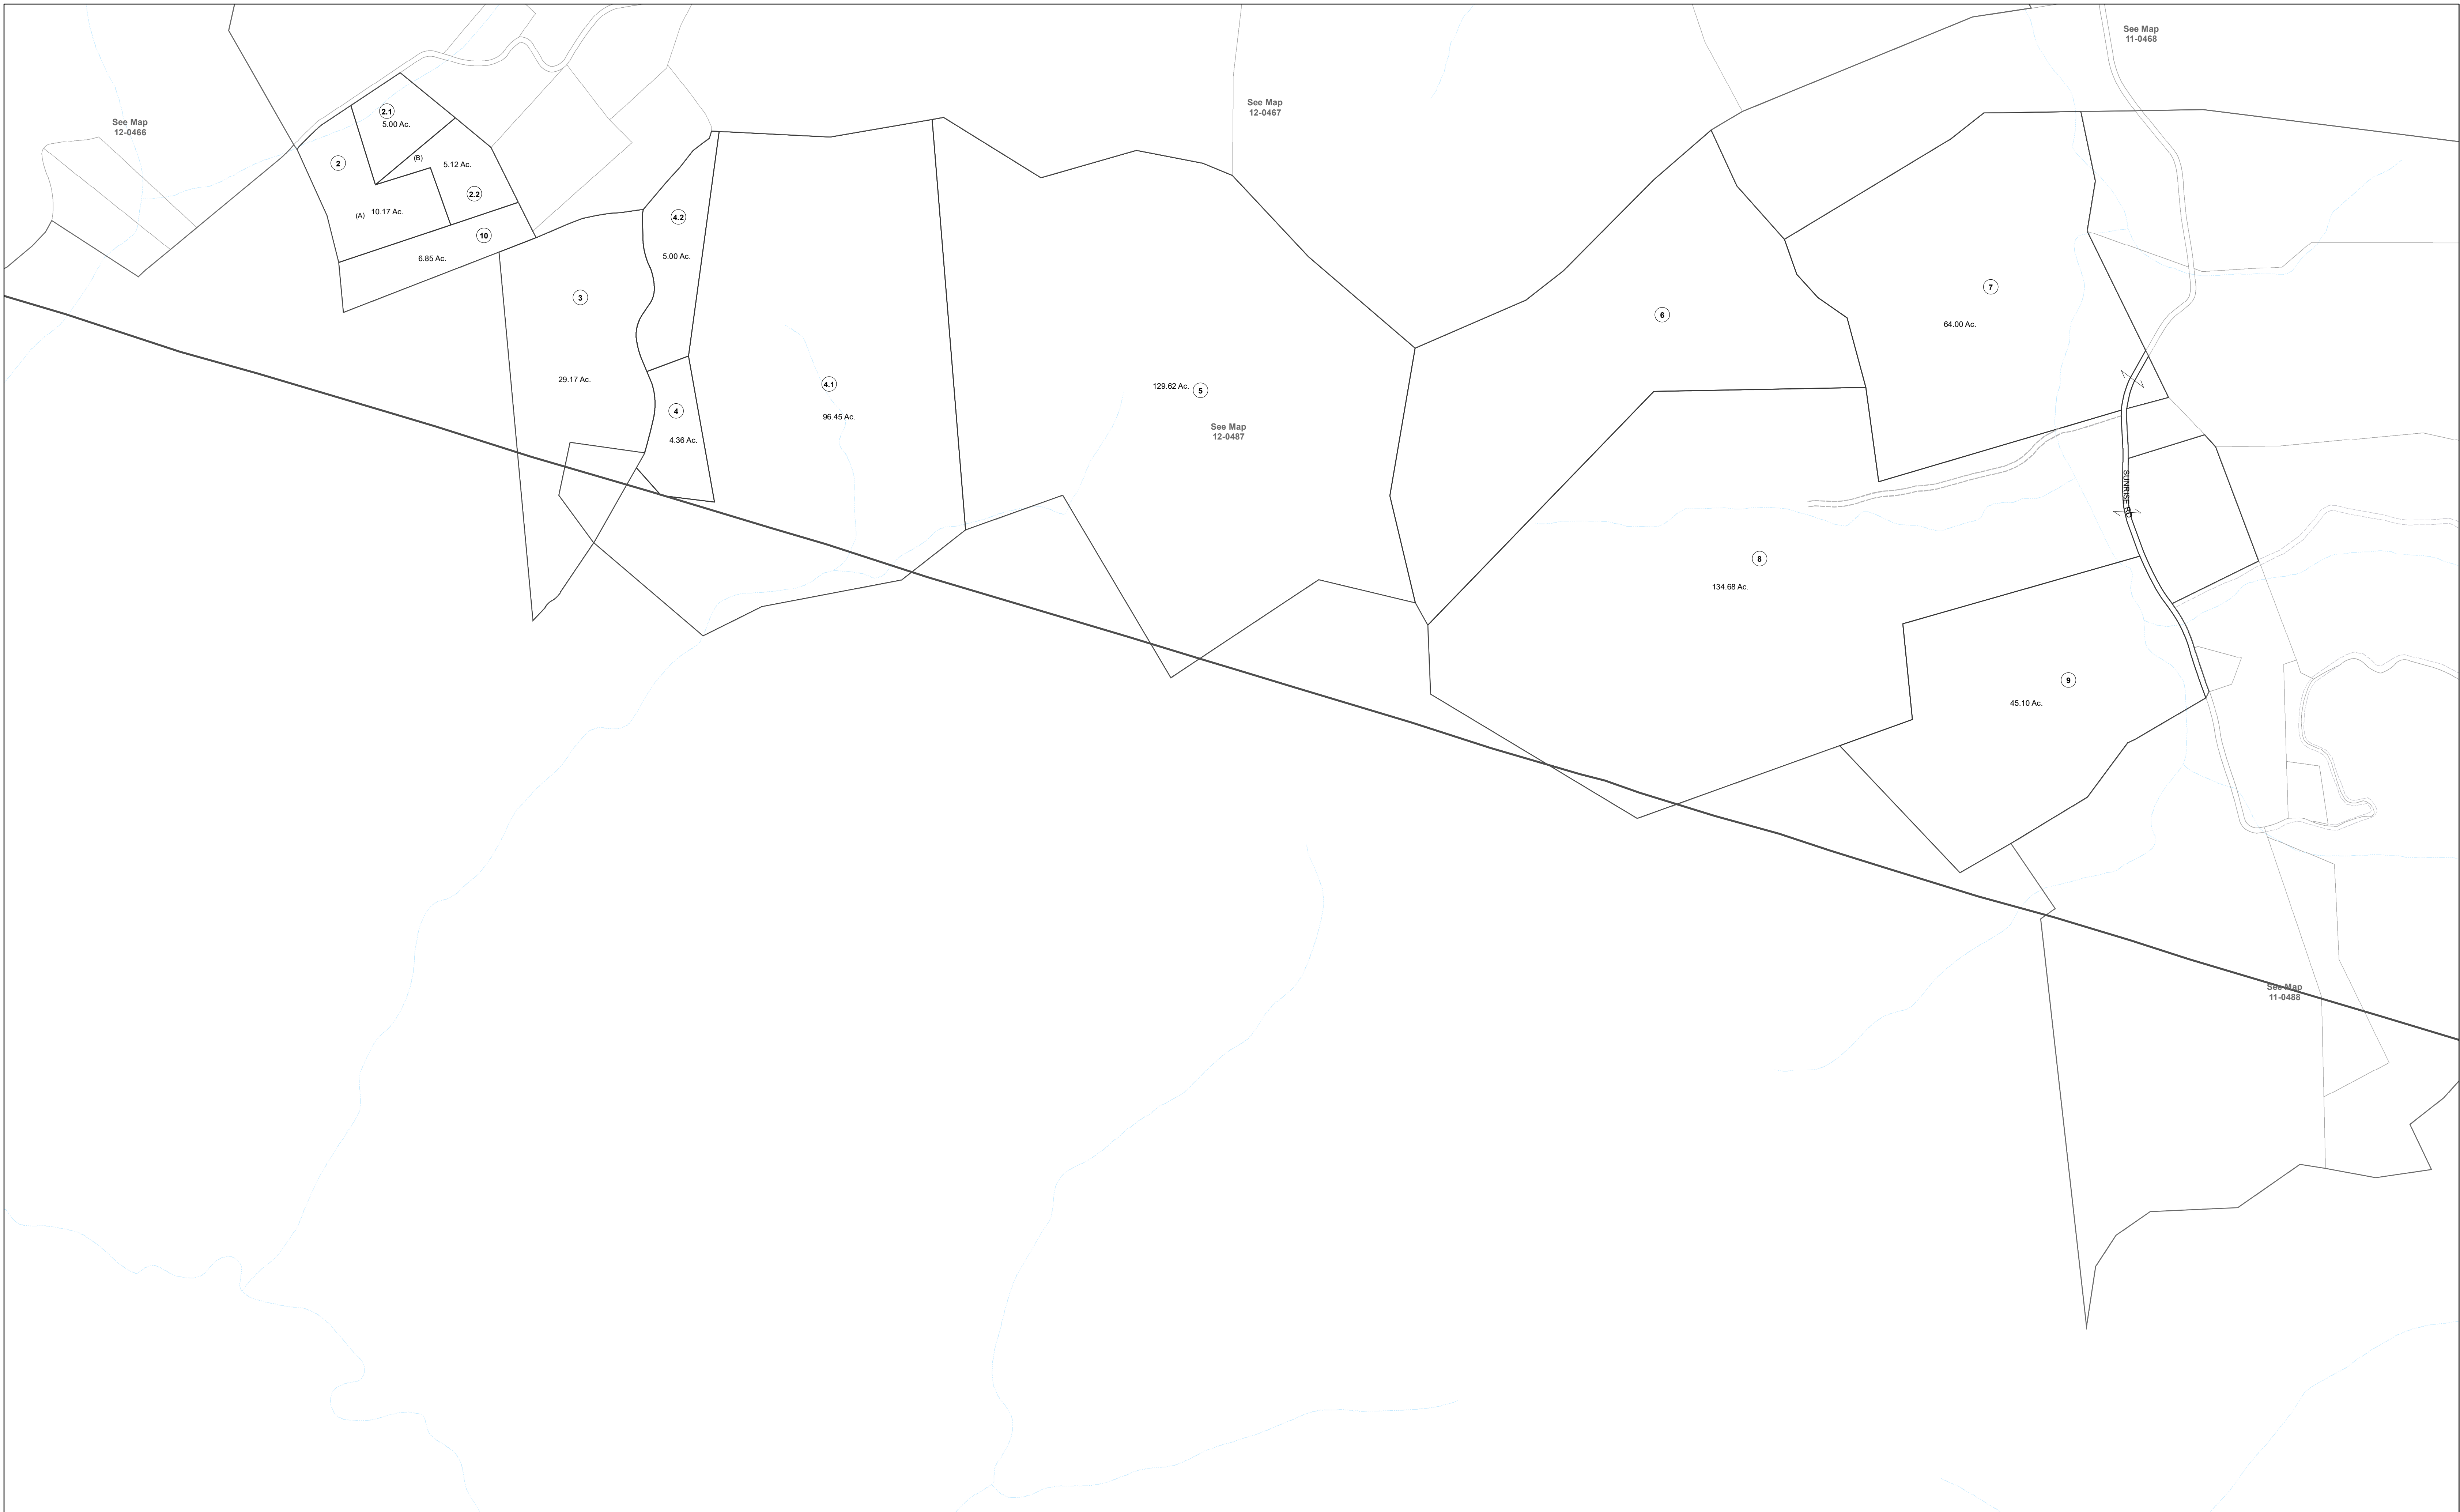 See Map
11-0468
See Map
12-0467
2.1
5.00 Ac.
See Map
12-0466
(B)
2
5.12 Ac.
2.2
(A) 10.17 Ac.
4.2
10
6.85 Ac.
5.00 Ac.
7
3
6
64.00 Ac.
29.17 Ac.
4.1
129.62 Ac. 5
4
96.45 Ac.
See Map
12-0487
4.36 Ac.
SUNRISE RD
8
134.68 Ac.
9
45.10 Ac.
See Map
11-0488